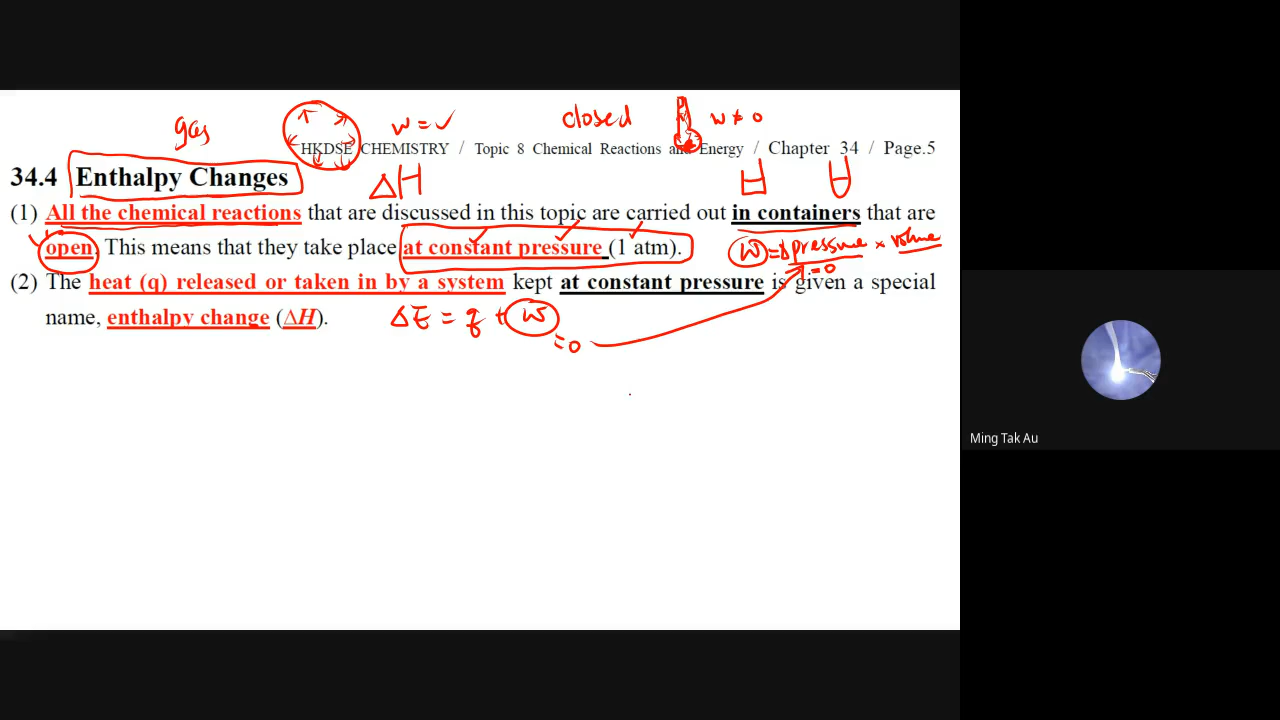 gas
w = ✓
closed
w ≠ 0
HKDSE CHEMISTRY / Topic 8 Chemical Reactions and Energy / Chapter 34 / Page.5
34.4 Enthalpy Changes ΔH
(1) All the chemical reactions that are discussed in this topic are carried out in containers that are
open. This means that they take place at constant pressure (1 atm).
w = Δ pressure × volume
= 0
(2) The heat (q) released or taken in by a system kept at constant pressure is given a special
name, enthalpy change (ΔH).
ΔE = q + w
= 0
Ming Tak Au